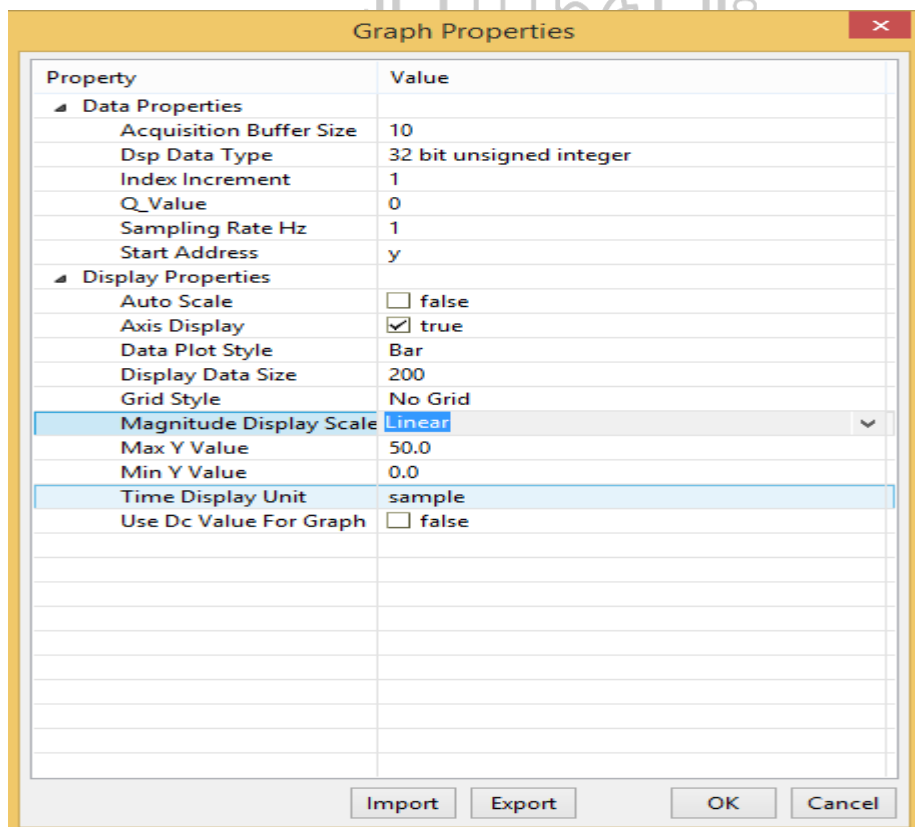 Graph Properties
Property Value
Data Properties
Acquisition Buffer Size 10
Dsp Data Type 32 bit unsigned integer
Index Increment 1
Q_Value 0
Sampling Rate Hz 1
Start Address y
Display Properties
Auto Scale false
Axis Display true
Data Plot Style Bar
Display Data Size 200
Grid Style No Grid
Magnitude Display Scale Linear
Max Y Value 50.0
Min Y Value 0.0
Time Display Unit sample
Use Dc Value For Graph false
Import Export OK Cancel